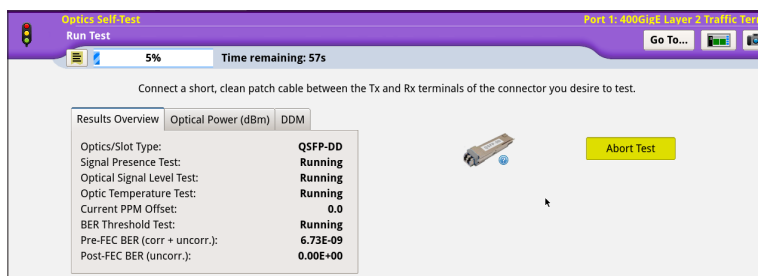 Optics Self-Test
Port 1: 400GigE Layer 2 Traffic Ter
Run Test
Go To...
5%
Time remaining: 57s
Connect a short, clean patch cable between the Tx and Rx terminals of the connector you desire to test.
Results Overview Optical Power (dBm) DDM
Optics/Slot Type: QSFP-DD
Signal Presence Test: Running
Optical Signal Level Test: Running
Optic Temperature Test: Running
Current PPM Offset: 0.0
BER Threshold Test: Running
Pre-FEC BER (corr + uncorr.): 6.73E-09
Post-FEC BER (uncorr.): 0.00E+00
Abort Test